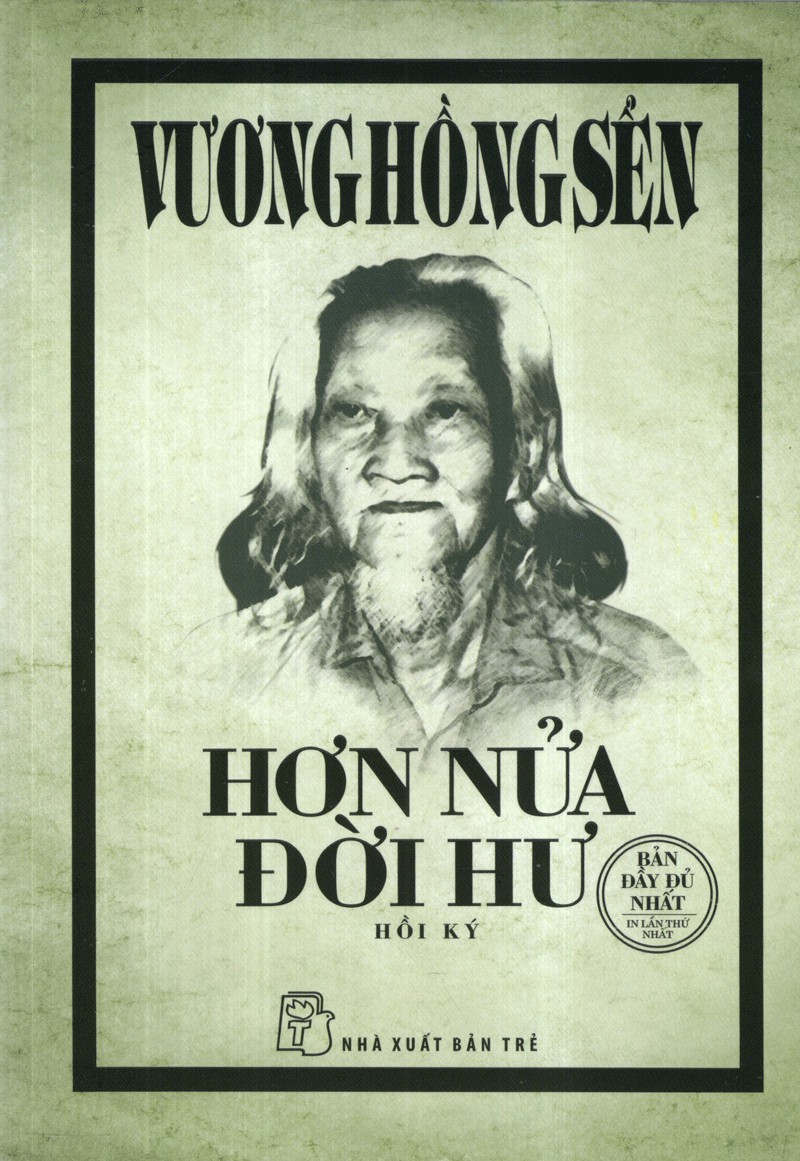 VƯƠNG HỒNG SỂN
HƠN NỬA
ĐỜI HƯ
HỒI KÝ
BẢN
ĐẦY ĐỦ
NHẤT
IN LẦN THỨ
NHẤT
T
NHÀ XUẤT BẢN TRẺ